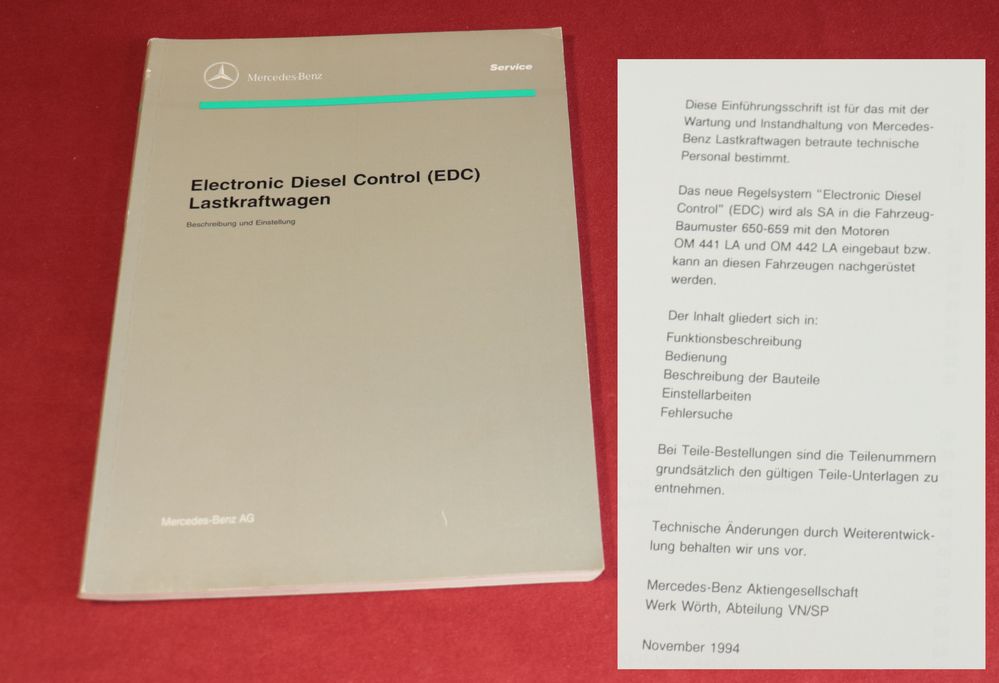 Mercedes-Benz
Service
Electronic Diesel Control (EDC)
Lastkraftwagen
Beschreibung und Einstellung
Mercedes-Benz AG
Diese Einführungsschrift ist für das mit der
Wartung und Instandhaltung von Mercedes-
Benz Lastkraftwagen betraute technische
Personal bestimmt.
Das neue Regelsystem "Electronic Diesel
Control" (EDC) wird als SA in die Fahrzeug-
Baumuster 650-659 mit den Motoren
OM 441 LA und OM 442 LA eingebaut bzw.
kann an diesen Fahrzeugen nachgerüstet
werden.
Der Inhalt gliedert sich in:
Funktionsbeschreibung
Bedienung
Beschreibung der Bauteile
Einstellarbeiten
Fehlersuche
Bei Teile-Bestellungen sind die Teilenummern
grundsätzlich den gültigen Teile-Unterlagen zu
entnehmen.
Technische Änderungen durch Weiterentwick-
lung behalten wir uns vor.
Mercedes-Benz Aktiengesellschaft
Werk Wörth, Abteilung VN/SP
November 1994